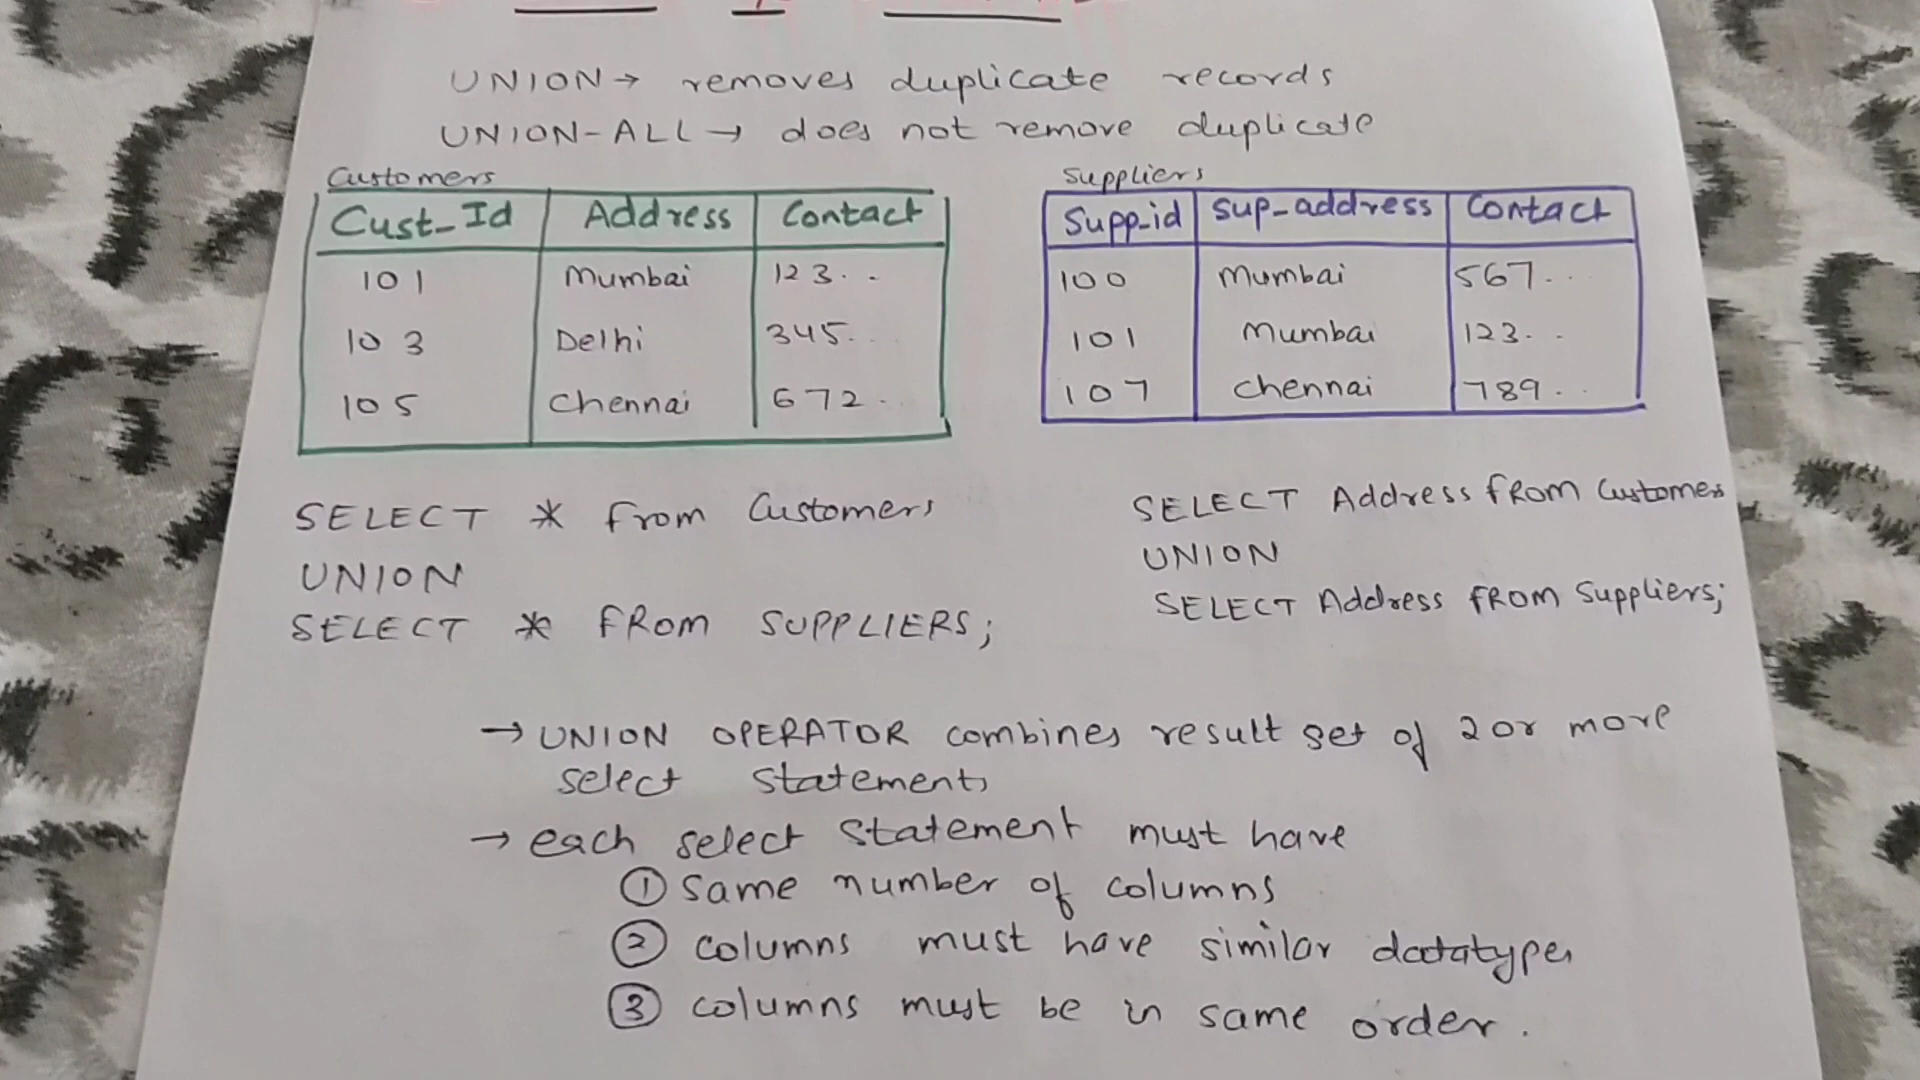 UNION → removes duplicate records
UNION-ALL → does not remove duplicate
Customers
Cust_Id Address Contact
101 Mumbai 123..
103 Delhi 345...
105 Chennai 672..
Suppliers
Supp_id sup_address Contact
100 Mumbai 567...
101 Mumbai 123...
107 Chennai 789...
SELECT * from Customers
UNION
SELECT * FROM SUPPLIERS;
SELECT Address from Customers
UNION
SELECT Address FROM Suppliers;
→ UNION OPERATOR combines result set of 2 or more
select statements
→ each select statement must have
① same number of columns
② columns must have similar datatypes
③ columns must be in same order.